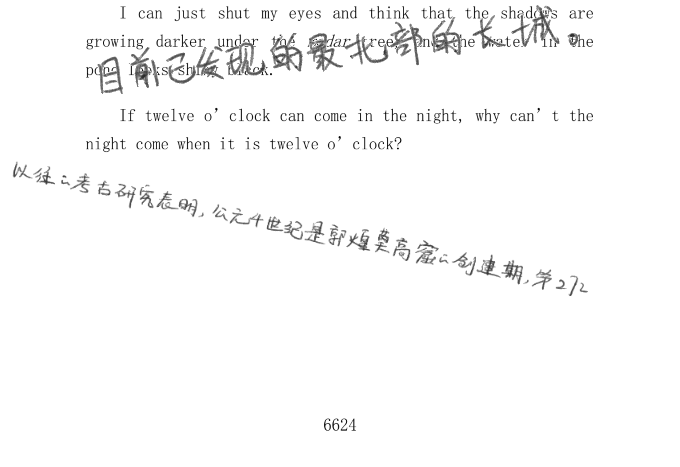 I can just shut my eyes and think that the shadows are
growing darker under the madar trees, and the water in the
目前已发现的最北部的长城.
pond looks shiny black.
If twelve o’clock can come in the night, why can’t the
night come when it is twelve o’clock?
以往的考古研究表明,公元4世纪是敦煌莫高窟的创建期,第272
6624